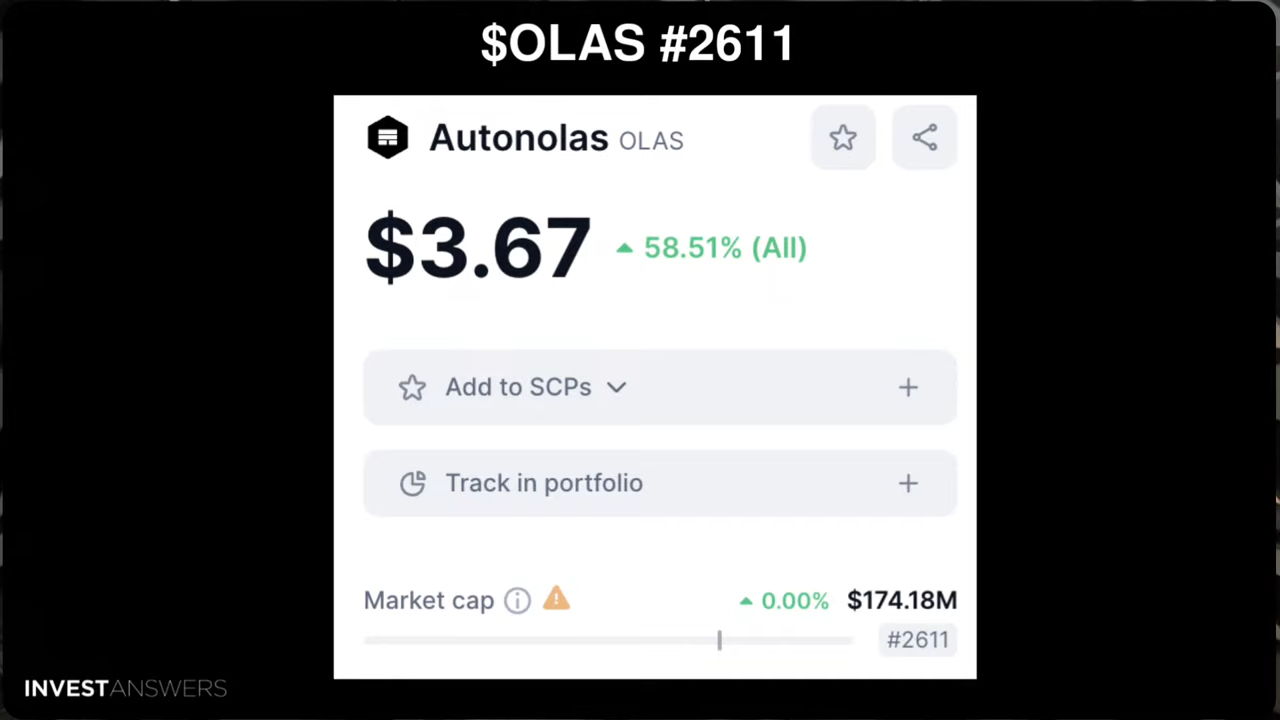 $OLAS #2611
Autonolas OLAS
$3.67 58.51% (All)
Add to SCPs
Track in portfolio
Market cap 0.00% $174.18M
#2611
INVESTANSWERS